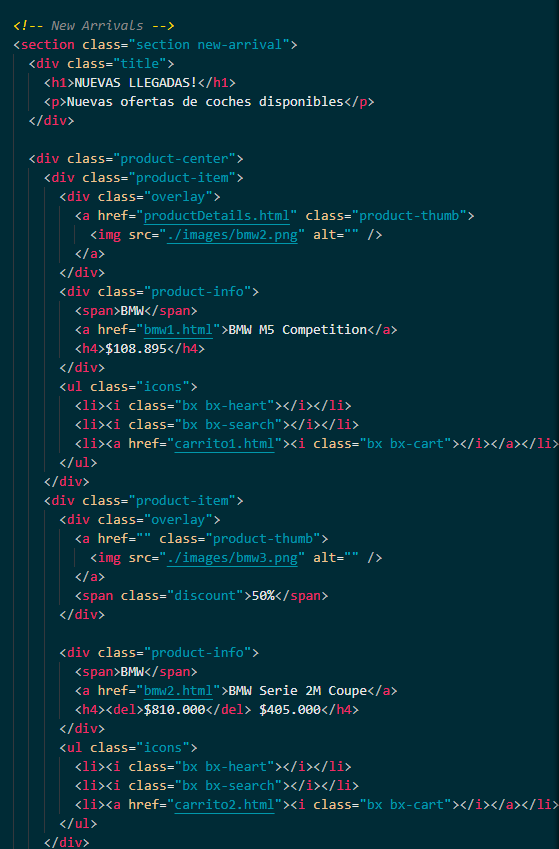 <!-- New Arrivals -->
<section class="section new-arrival">
<div class="title">
<h1>NUEVAS LLEGADAS!</h1>
<p>Nuevas ofertas de coches disponibles</p>
</div>
<div class="product-center">
<div class="product-item">
<div class="overlay">
<a href="productDetails.html" class="product-thumb">
<img src="./images/bmw2.png" alt="" />
</a>
</div>
<div class="product-info">
<span>BMW</span>
<a href="bmw1.html">BMW M5 Competition</a>
<h4>$108.895</h4>
</div>
<ul class="icons">
<li><i class="bx bx-heart"></i></li>
<li><i class="bx bx-search"></i></li>
<li><a href="carrito1.html"><i class="bx bx-cart"></i></a></li>
</ul>
</div>
<div class="product-item">
<div class="overlay">
<a href="" class="product-thumb">
<img src="./images/bmw3.png" alt="" />
</a>
<span class="discount">50%</span>
</div>
<div class="product-info">
<span>BMW</span>
<a href="bmw2.html">BMW Serie 2M Coupe</a>
<h4><del>$810.000</del> $405.000</h4>
</div>
<ul class="icons">
<li><i class="bx bx-heart"></i></li>
<li><i class="bx bx-search"></i></li>
<li><a href="carrito2.html"><i class="bx bx-cart"></i></a></li>
</ul>
</div>